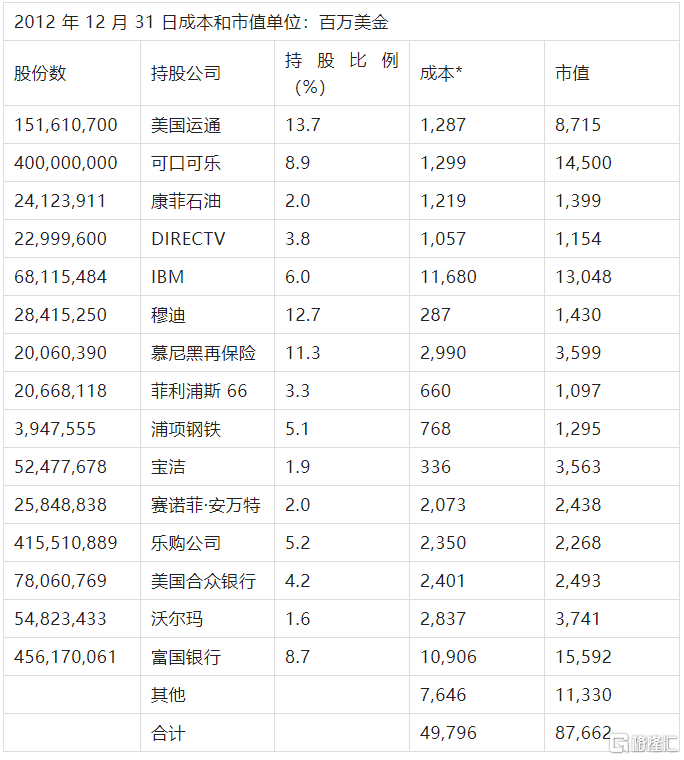 2012 年 12 月 31 日成本和市值单位：百万美金
股份数 持股公司 持股比例（%） 成本* 市值
151,610,700 美国运通 13.7 1,287 8,715
400,000,000 可口可乐 8.9 1,299 14,500
24,123,911 康菲石油 2.0 1,219 1,399
22,999,600 DIRECTV 3.8 1,057 1,154
68,115,484 IBM 6.0 11,680 13,048
28,415,250 穆迪 12.7 287 1,430
20,060,390 慕尼黑再保险 11.3 2,990 3,599
20,668,118 菲利浦斯 66 3.3 660 1,097
3,947,555 浦项钢铁 5.1 768 1,295
52,477,678 宝洁 1.9 336 3,563
25,848,838 赛诺菲·安万特 2.0 2,073 2,438
415,510,889 乐购公司 5.2 2,350 2,268
78,060,769 美国合众银行 4.2 2,401 2,493
54,823,433 沃尔玛 1.6 2,837 3,741
456,170,061 富国银行 8.7 10,906 15,592
其他 7,646 11,330
合计 49,796 87,662
格隆汇